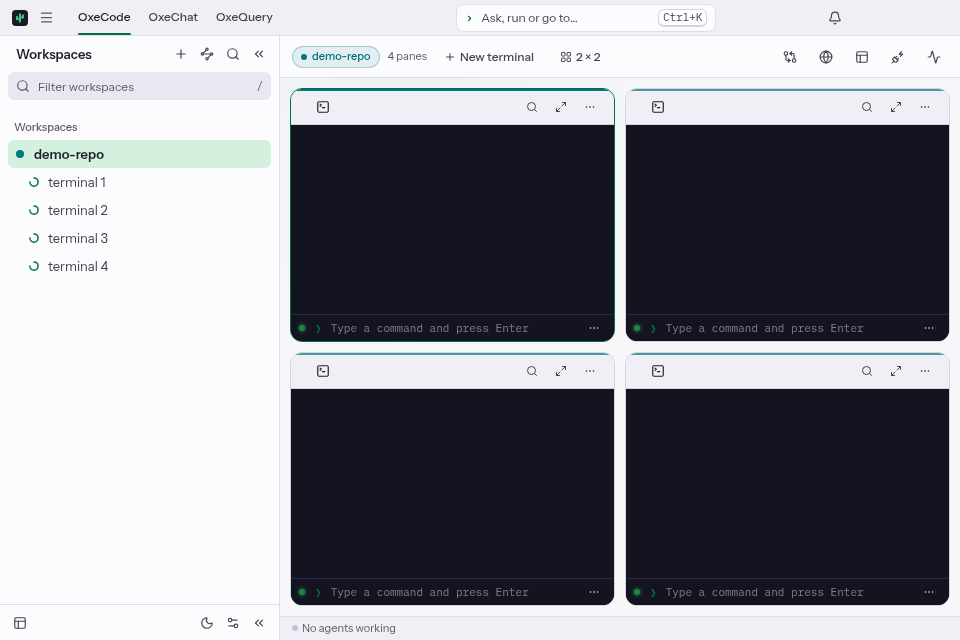 OxeCode OxeChat OxeQuery
Ask, run or go to... Ctrl+K
Workspaces
Filter workspaces /
Workspaces
demo-repo
terminal 1
terminal 2
terminal 3
terminal 4
demo-repo 4 panes New terminal 2 × 2
Type a command and press Enter
Type a command and press Enter
Type a command and press Enter
Type a command and press Enter
No agents working